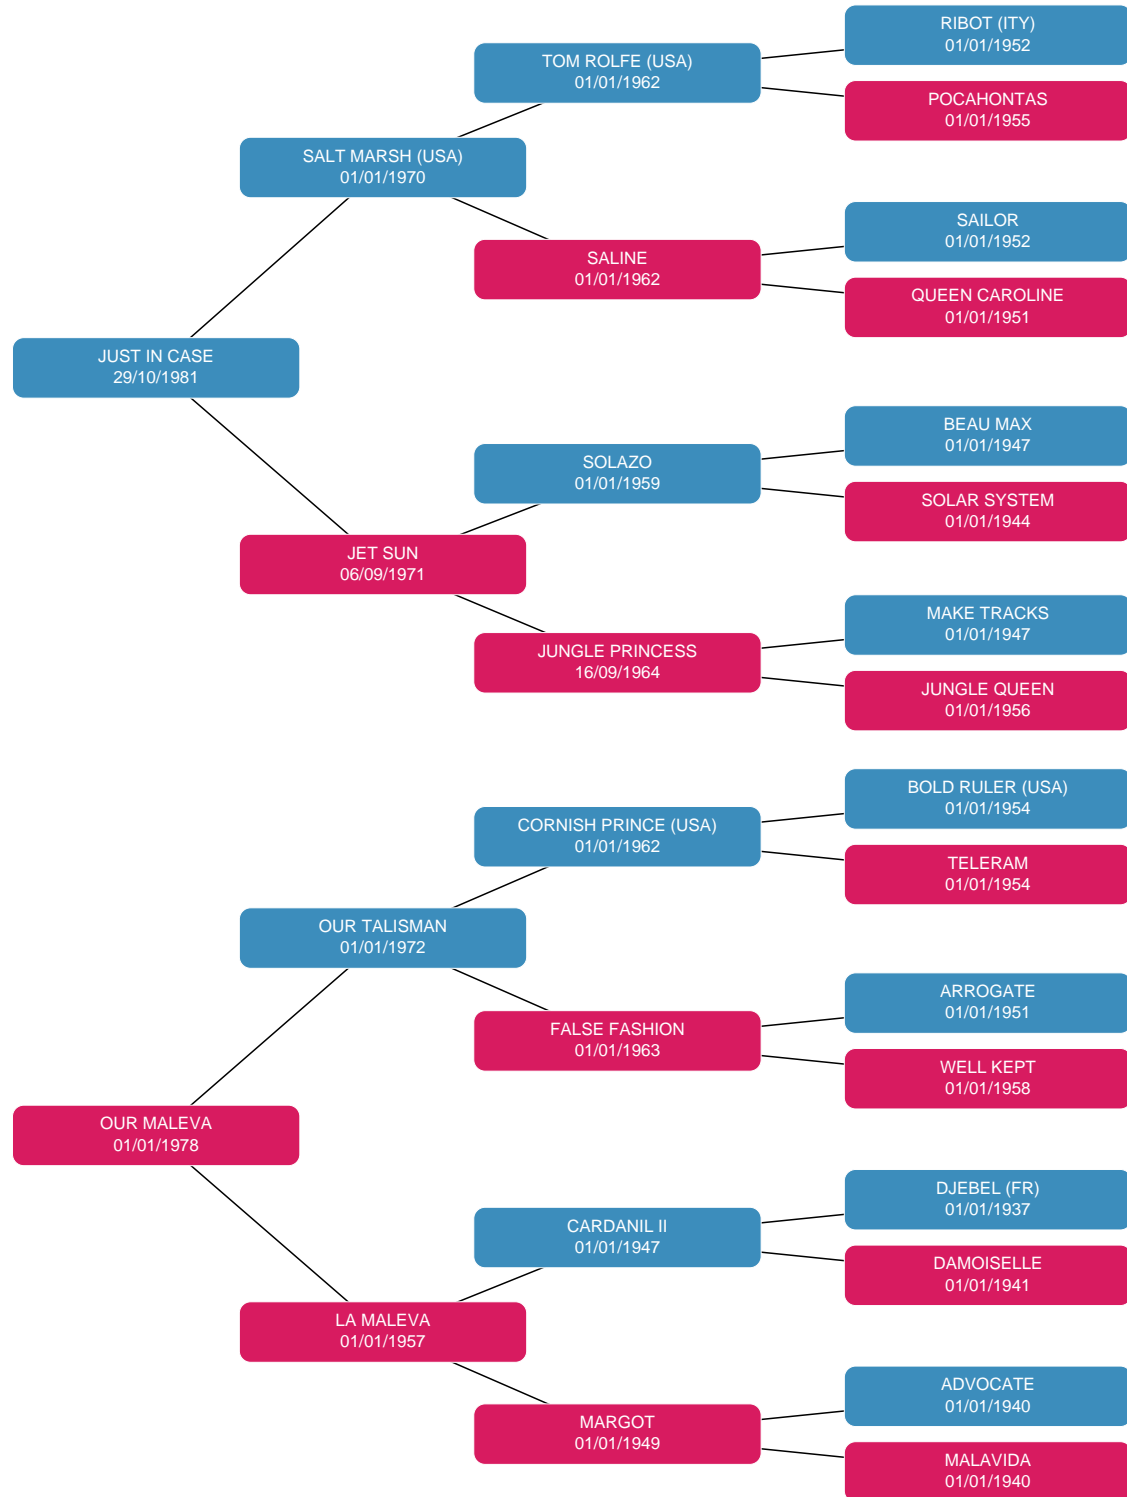 RIBOT (ITY)
01/01/1952
TOM ROLFE (USA)
01/01/1962
POCAHONTAS
01/01/1955
SALT MARSH (USA)
01/01/1970
SAILOR
01/01/1952
SALINE
01/01/1962
QUEEN CAROLINE
01/01/1951
JUST IN CASE
29/10/1981
BEAU MAX
01/01/1947
SOLAZO
01/01/1959
SOLAR SYSTEM
01/01/1944
JET SUN
06/09/1971
MAKE TRACKS
01/01/1947
JUNGLE PRINCESS
16/09/1964
JUNGLE QUEEN
01/01/1956
BOLD RULER (USA)
01/01/1954
CORNISH PRINCE (USA)
01/01/1962
TELERAM
01/01/1954
OUR TALISMAN
01/01/1972
ARROGATE
01/01/1951
FALSE FASHION
01/01/1963
WELL KEPT
01/01/1958
OUR MALEVA
01/01/1978
DJEBEL (FR)
01/01/1937
CARDANIL II
01/01/1947
DAMOISELLE
01/01/1941
LA MALEVA
01/01/1957
ADVOCATE
01/01/1940
MARGOT
01/01/1949
MALAVIDA
01/01/1940